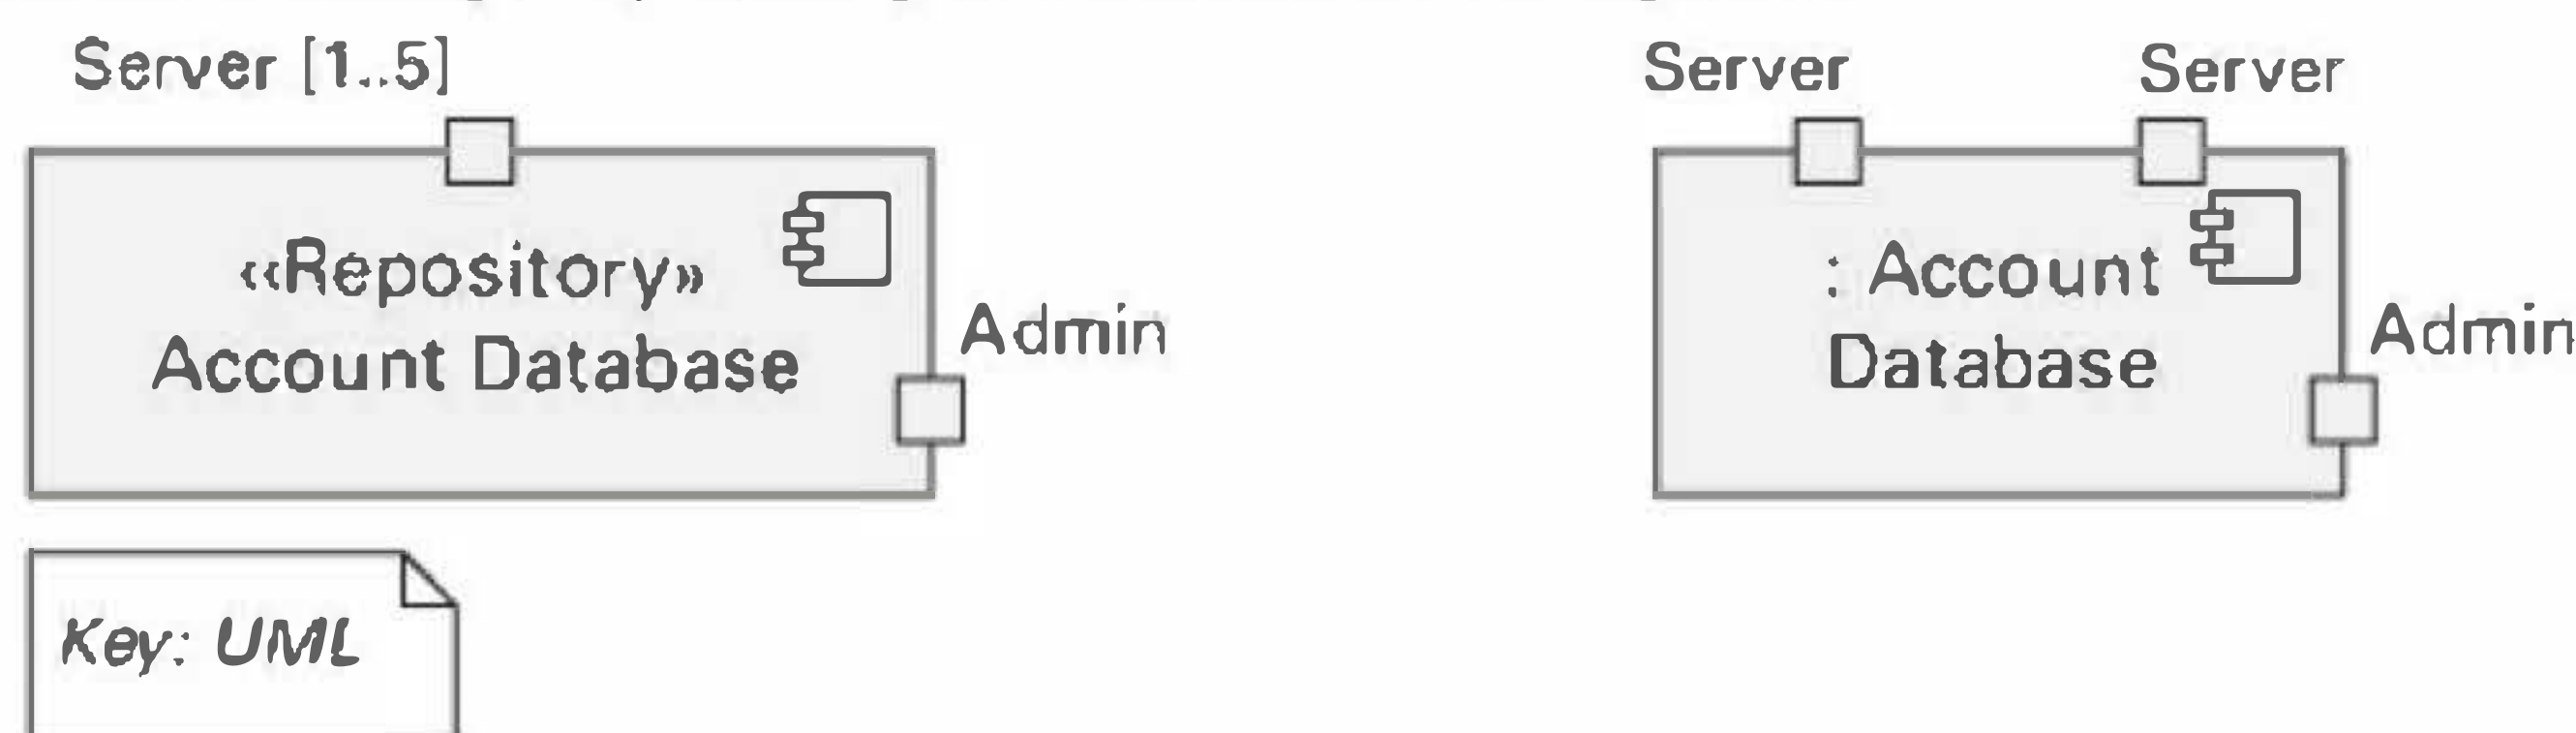 Server [1..5]
«Repository»
Account Database
Admin
Server Server
: Account
Database
Admin
Key: UML